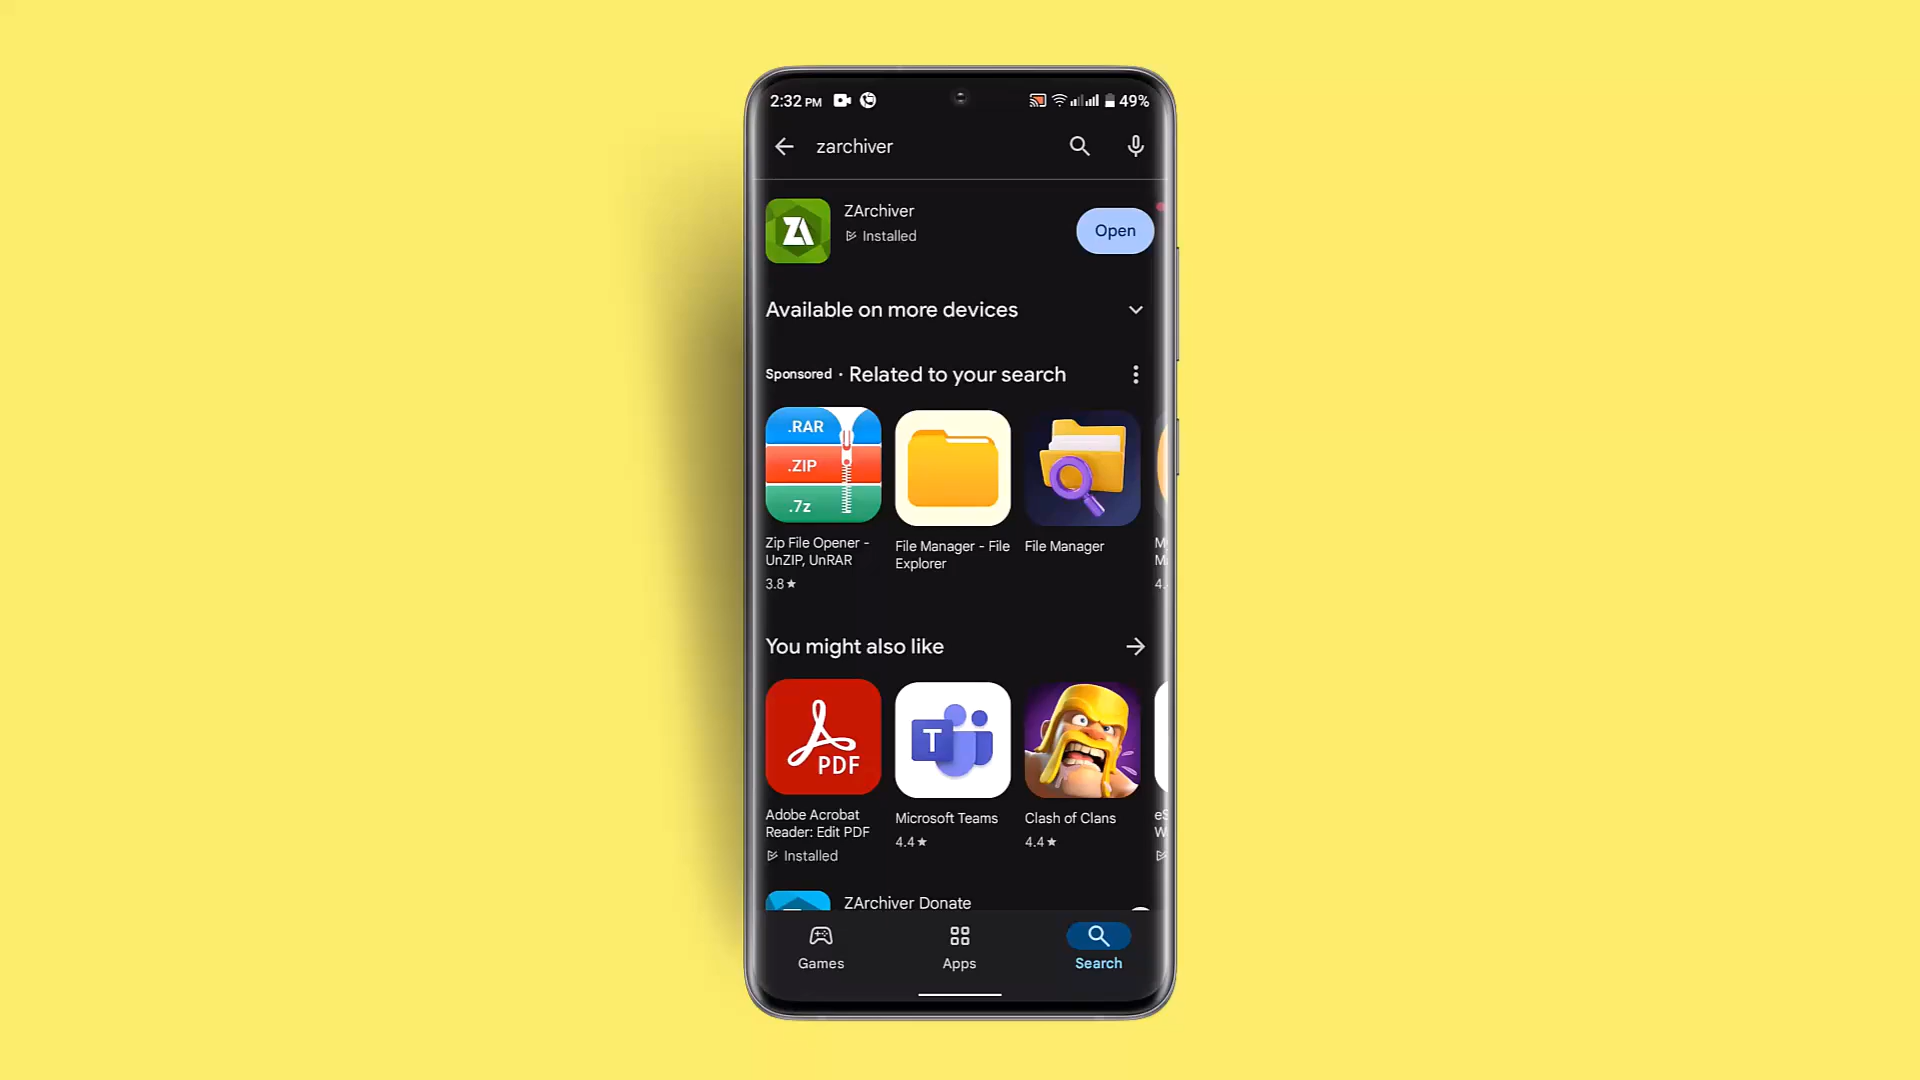 2:32 PM 49%
zarchiver
ZA
ZArchiver
Installed
Open
Available on more devices
Sponsored · Related to your search
.RAR
.ZIP
.7z
Zip File Opener -
UnZIP, UnRAR
3.8★
File Manager - File
Explorer
File Manager
You might also like
PDF
Adobe Acrobat
Reader: Edit PDF
Installed
T
Microsoft Teams
4.4★
Clash of Clans
4.4★
ZArchiver Donate
Games
Apps
Search